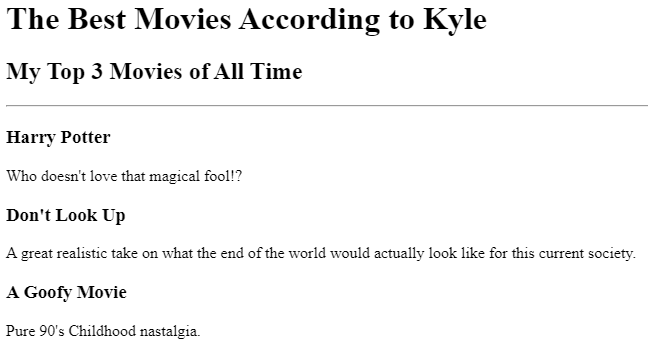 The Best Movies According to Kyle
My Top 3 Movies of All Time
Harry Potter
Who doesn't love that magical fool!?
Don't Look Up
A great realistic take on what the end of the world would actually look like for this current society.
A Goofy Movie
Pure 90's Childhood nastalgia.